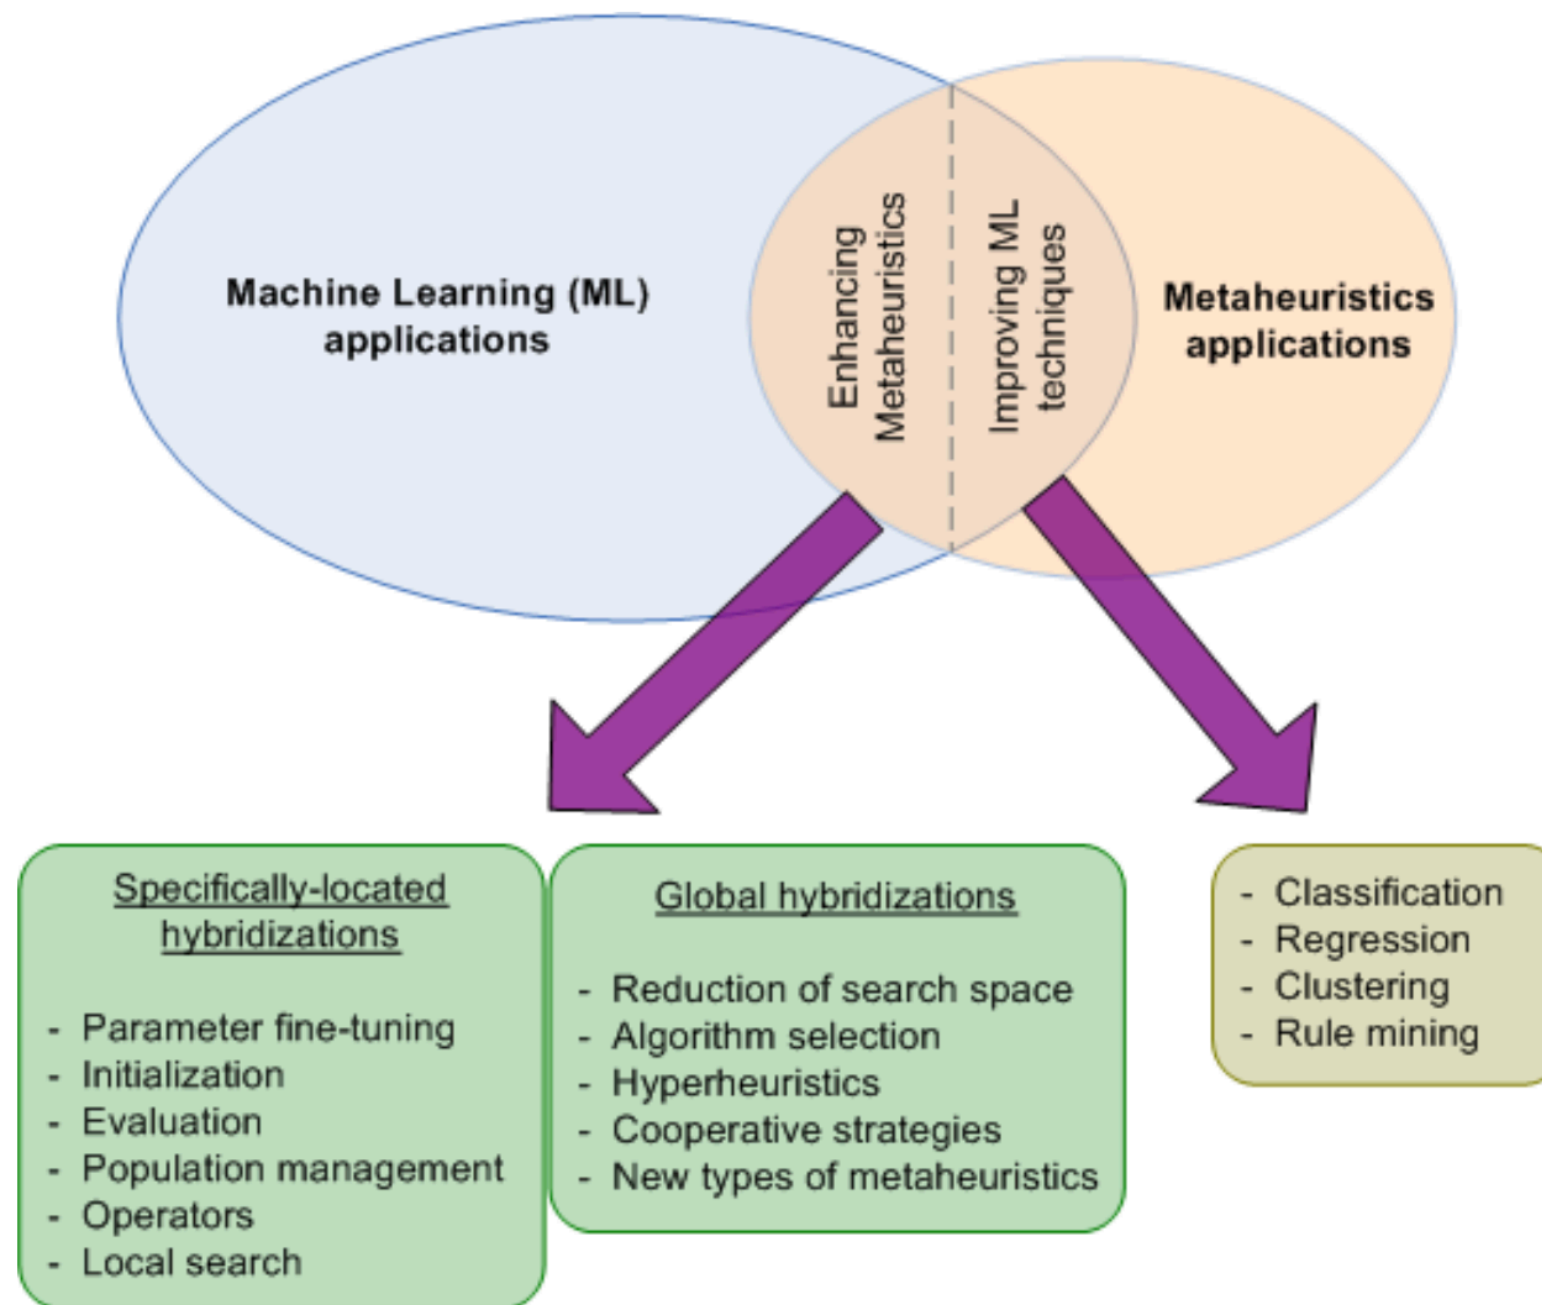 Machine Learning (ML)
applications
Enhancing
Metaheuristics
Improving ML
techniques
Metaheuristics
applications
Specifically-located
hybridizations
- Parameter fine-tuning
- Initialization
- Evaluation
- Population management
- Operators
- Local search
Global hybridizations
- Reduction of search space
- Algorithm selection
- Hyperheuristics
- Cooperative strategies
- New types of metaheuristics
- Classification
- Regression
- Clustering
- Rule mining